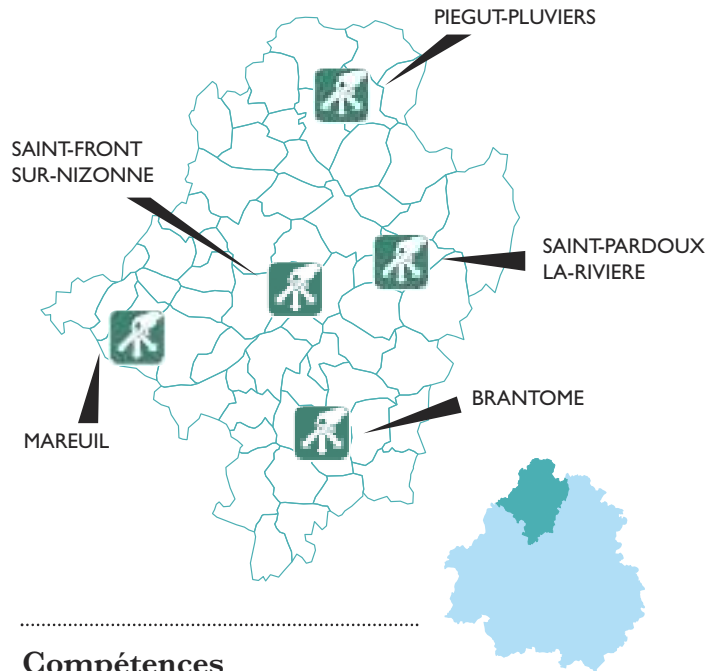 PIEGUT-PLUVIERS
SAINT-FRONT
SUR-NIZONNE
SAINT-PARDOUX
LA-RIVIERE
BRANTOME
MAREUIL
Compétences